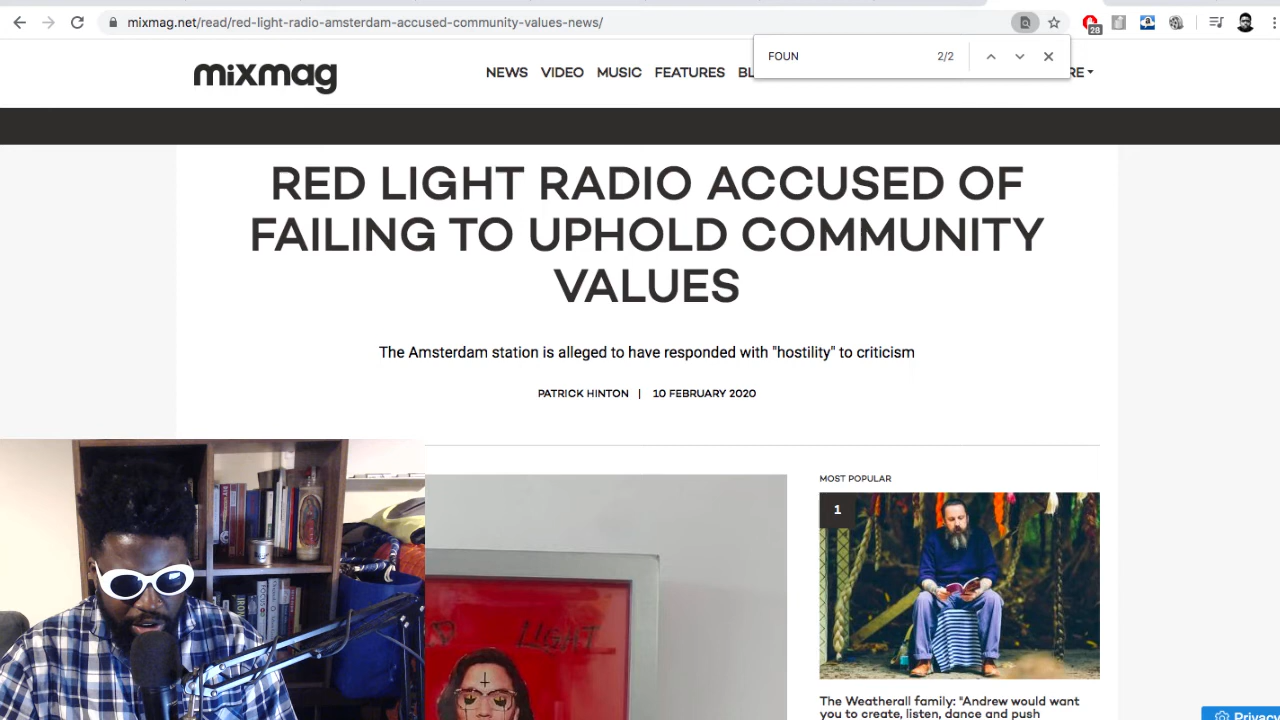 mixmag.net/read/red-light-radio-amsterdam-accused-community-values-news/
28
FOUN 2/2
mixmag
NEWS VIDEO MUSIC FEATURES BL RE
RED LIGHT RADIO ACCUSED OF
FAILING TO UPHOLD COMMUNITY
VALUES
The Amsterdam station is alleged to have responded with "hostility" to criticism
PATRICK HINTON | 10 FEBRUARY 2020
MOST POPULAR
1
LIGHT
The Weatherall family: "Andrew would want
you to create, listen, dance and push
Privacy